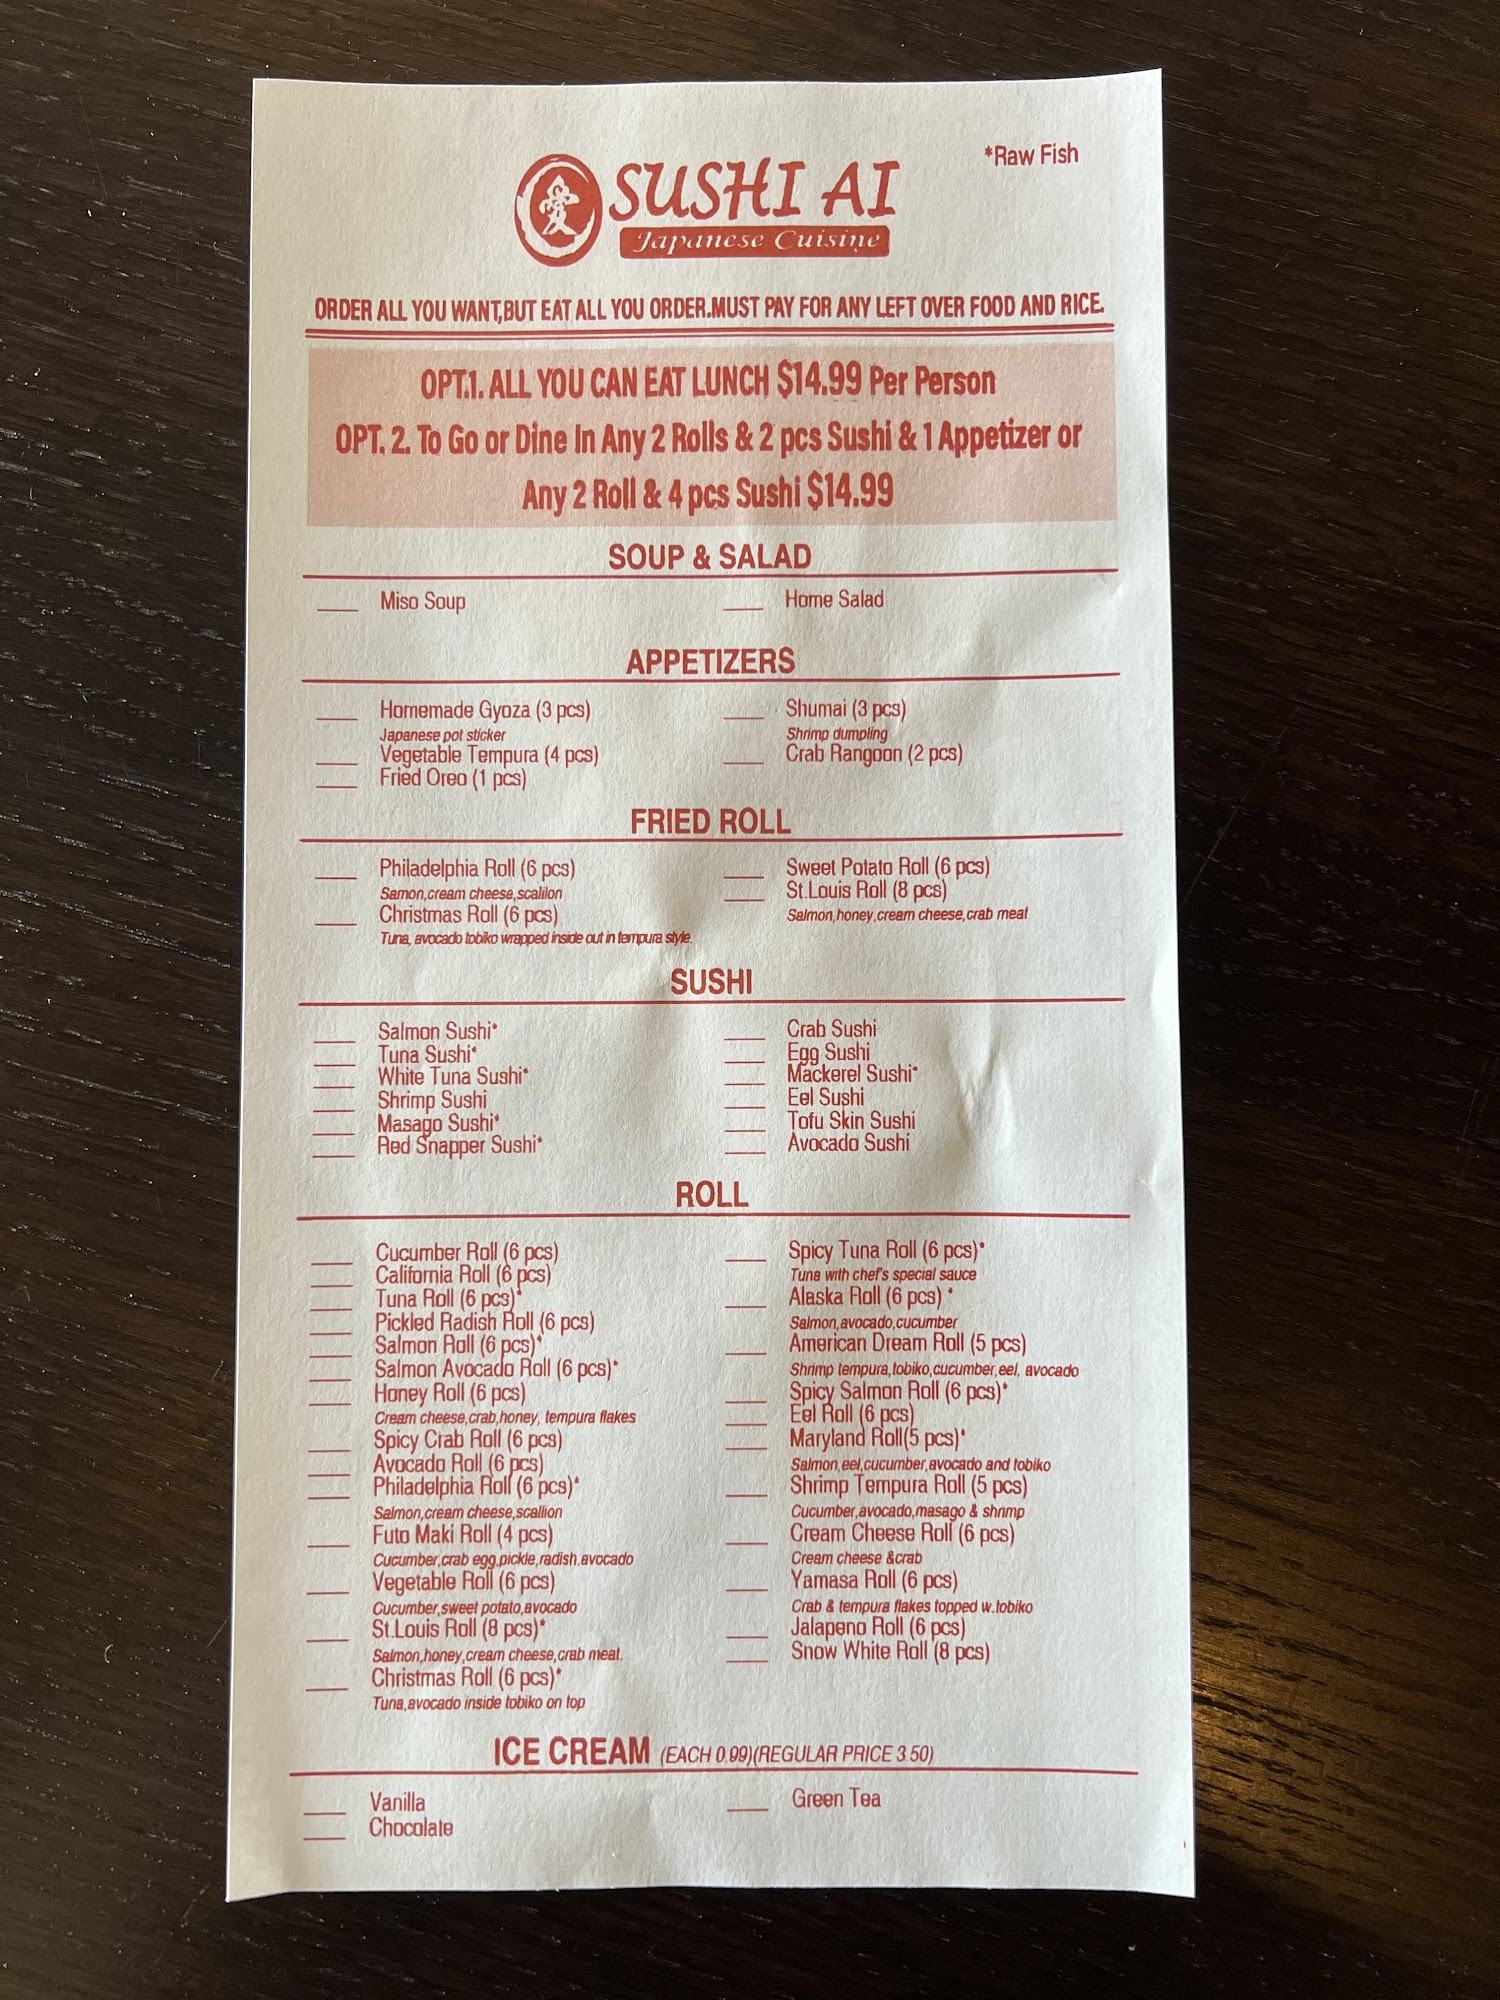 *Raw Fish
愛 SUSHI AI
Japanese Cuisine
ORDER ALL YOU WANT,BUT EAT ALL YOU ORDER.MUST PAY FOR ANY LEFT OVER FOOD AND RICE.
OPT.1. ALL YOU CAN EAT LUNCH $14.99 Per Person
OPT. 2. To Go or Dine In Any 2 Rolls & 2 pcs Sushi & 1 Appetizer or
Any 2 Roll & 4 pcs Sushi $14.99
SOUP & SALAD
Miso Soup
Home Salad
APPETIZERS
Homemade Gyoza (3 pcs)
Japanese pot sticker
Vegetable Tempura (4 pcs)
Fried Oreo (1 pcs)
Shumai (3 pcs)
Shrimp dumpling
Crab Rangoon (2 pcs)
FRIED ROLL
Philadelphia Roll (6 pcs)
Samon,cream cheese,scalilon
Christmas Roll (6 pcs)
Tuna, avocado tobiko wrapped inside out in tempura style.
Sweet Potato Roll (6 pcs)
St.Louis Roll (8 pcs)
Salmon,honey,cream cheese,crab meat
SUSHI
Salmon Sushi*
Tuna Sushi*
White Tuna Sushi*
Shrimp Sushi
Masago Sushi*
Red Snapper Sushi*
Crab Sushi
Egg Sushi
Mackerel Sushi*
Eel Sushi
Tofu Skin Sushi
Avocado Sushi
ROLL
Cucumber Roll (6 pcs)
California Roll (6 pcs)
Tuna Roll (6 pcs)*
Pickled Radish Roll (6 pcs)
Salmon Roll (6 pcs)*
Salmon Avocado Roll (6 pcs)*
Honey Roll (6 pcs)
Cream cheese,crab,honey, tempura flakes
Spicy Crab Roll (6 pcs)
Avocado Roll (6 pcs)
Philadelphia Roll (6 pcs)*
Salmon,cream cheese,scallion
Futo Maki Roll (4 pcs)
Cucumber,crab egg,pickle,radish.avocado
Vegetable Roll (6 pcs)
Cucumber,sweet potato,avocado
St.Louis Roll (8 pcs)*
Salmon,honey,cream cheese,crab meat.
Christmas Roll (6 pcs)*
Tuna,avocado inside tobiko on top
Spicy Tuna Roll (6 pcs)*
Tuna with chef's special sauce
Alaska Roll (6 pcs) *
Salmon,avocado,cucumber
American Dream Roll (5 pcs)
Shrimp tempura,tobiko,cucumber,eel, avocado
Spicy Salmon Roll (6 pcs)*
Eel Roll (6 pcs)
Maryland Roll(5 pcs)*
Salmon,eel,cucumber,avocado and tobiko
Shrimp Tempura Roll (5 pcs)
Cucumber,avocado,masago & shrimp
Cream Cheese Roll (6 pcs)
Cream cheese &crab
Yamasa Roll (6 pcs)
Crab & tempura flakes topped w.tobiko
Jalapeno Roll (6 pcs)
Snow White Roll (8 pcs)
ICE CREAM (EACH 0.99)(REGULAR PRICE 3.50)
Vanilla
Chocolate
Green Tea